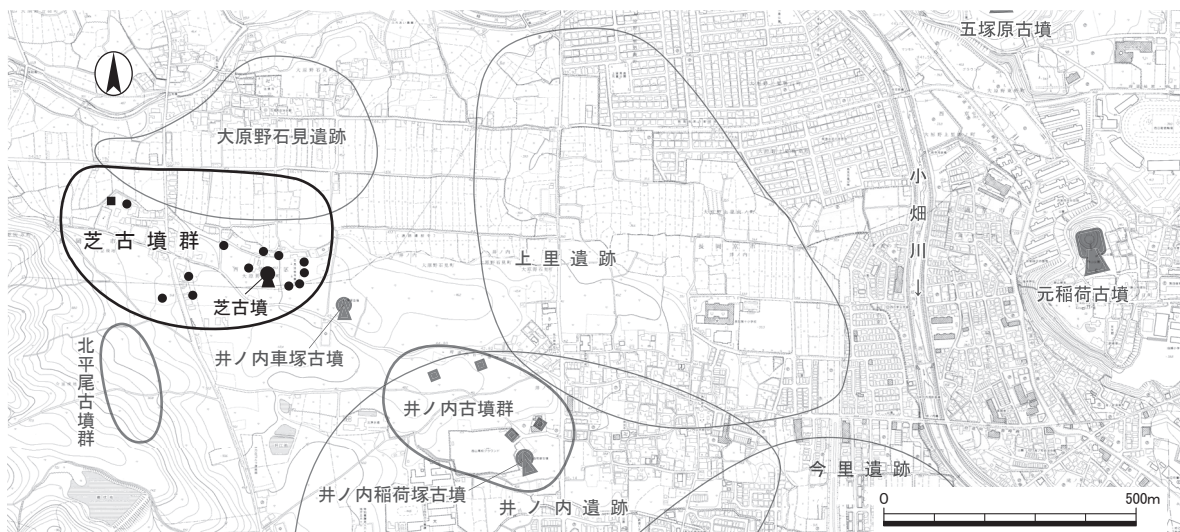 五塚原古墳
大原野石見遺跡
芝古墳群
小畑川→
上里遺跡
元稲荷古墳
芝古墳
井ノ内車塚古墳
北平尾古墳群
井ノ内古墳群
今里遺跡
井ノ内稲荷塚古墳
井ノ内遺跡
0
500m